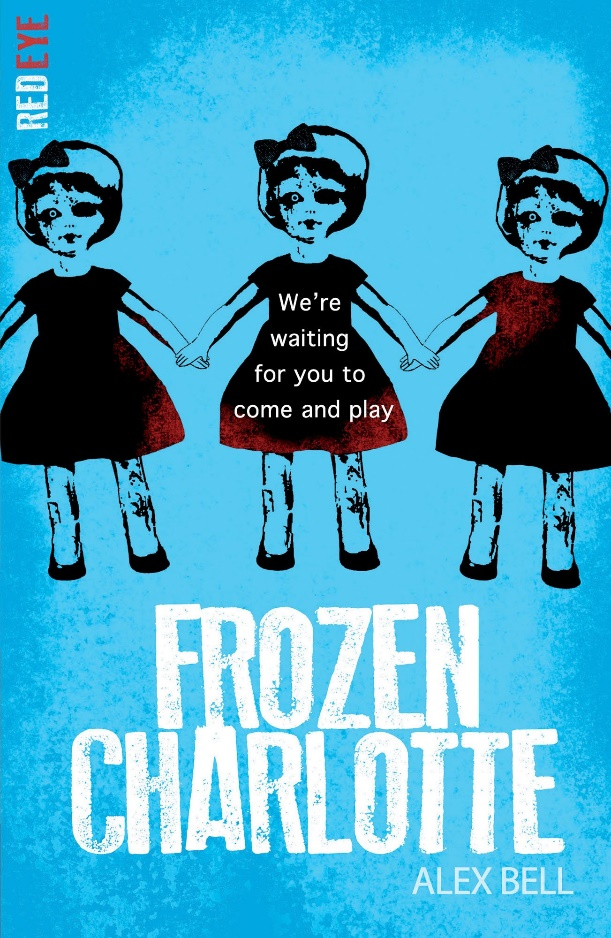 RED EYE
We're
waiting
for you to
come and play
FROZEN
CHARLOTTE
ALEX BELL